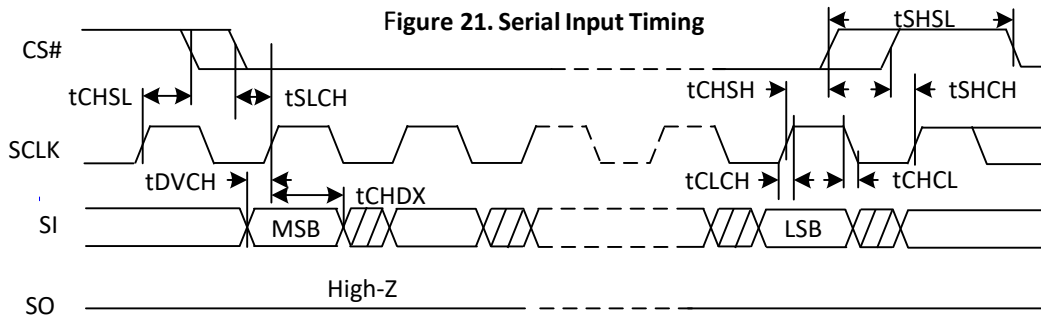 Figure 21. Serial Input Timing
tSHSL
CS#
tCHSL
tSLCH
tCHSH
tSHCH
SCLK
tDVCH
tCHDX
tCLCH
tCHCL
SI
MSB
LSB
High-Z
SO